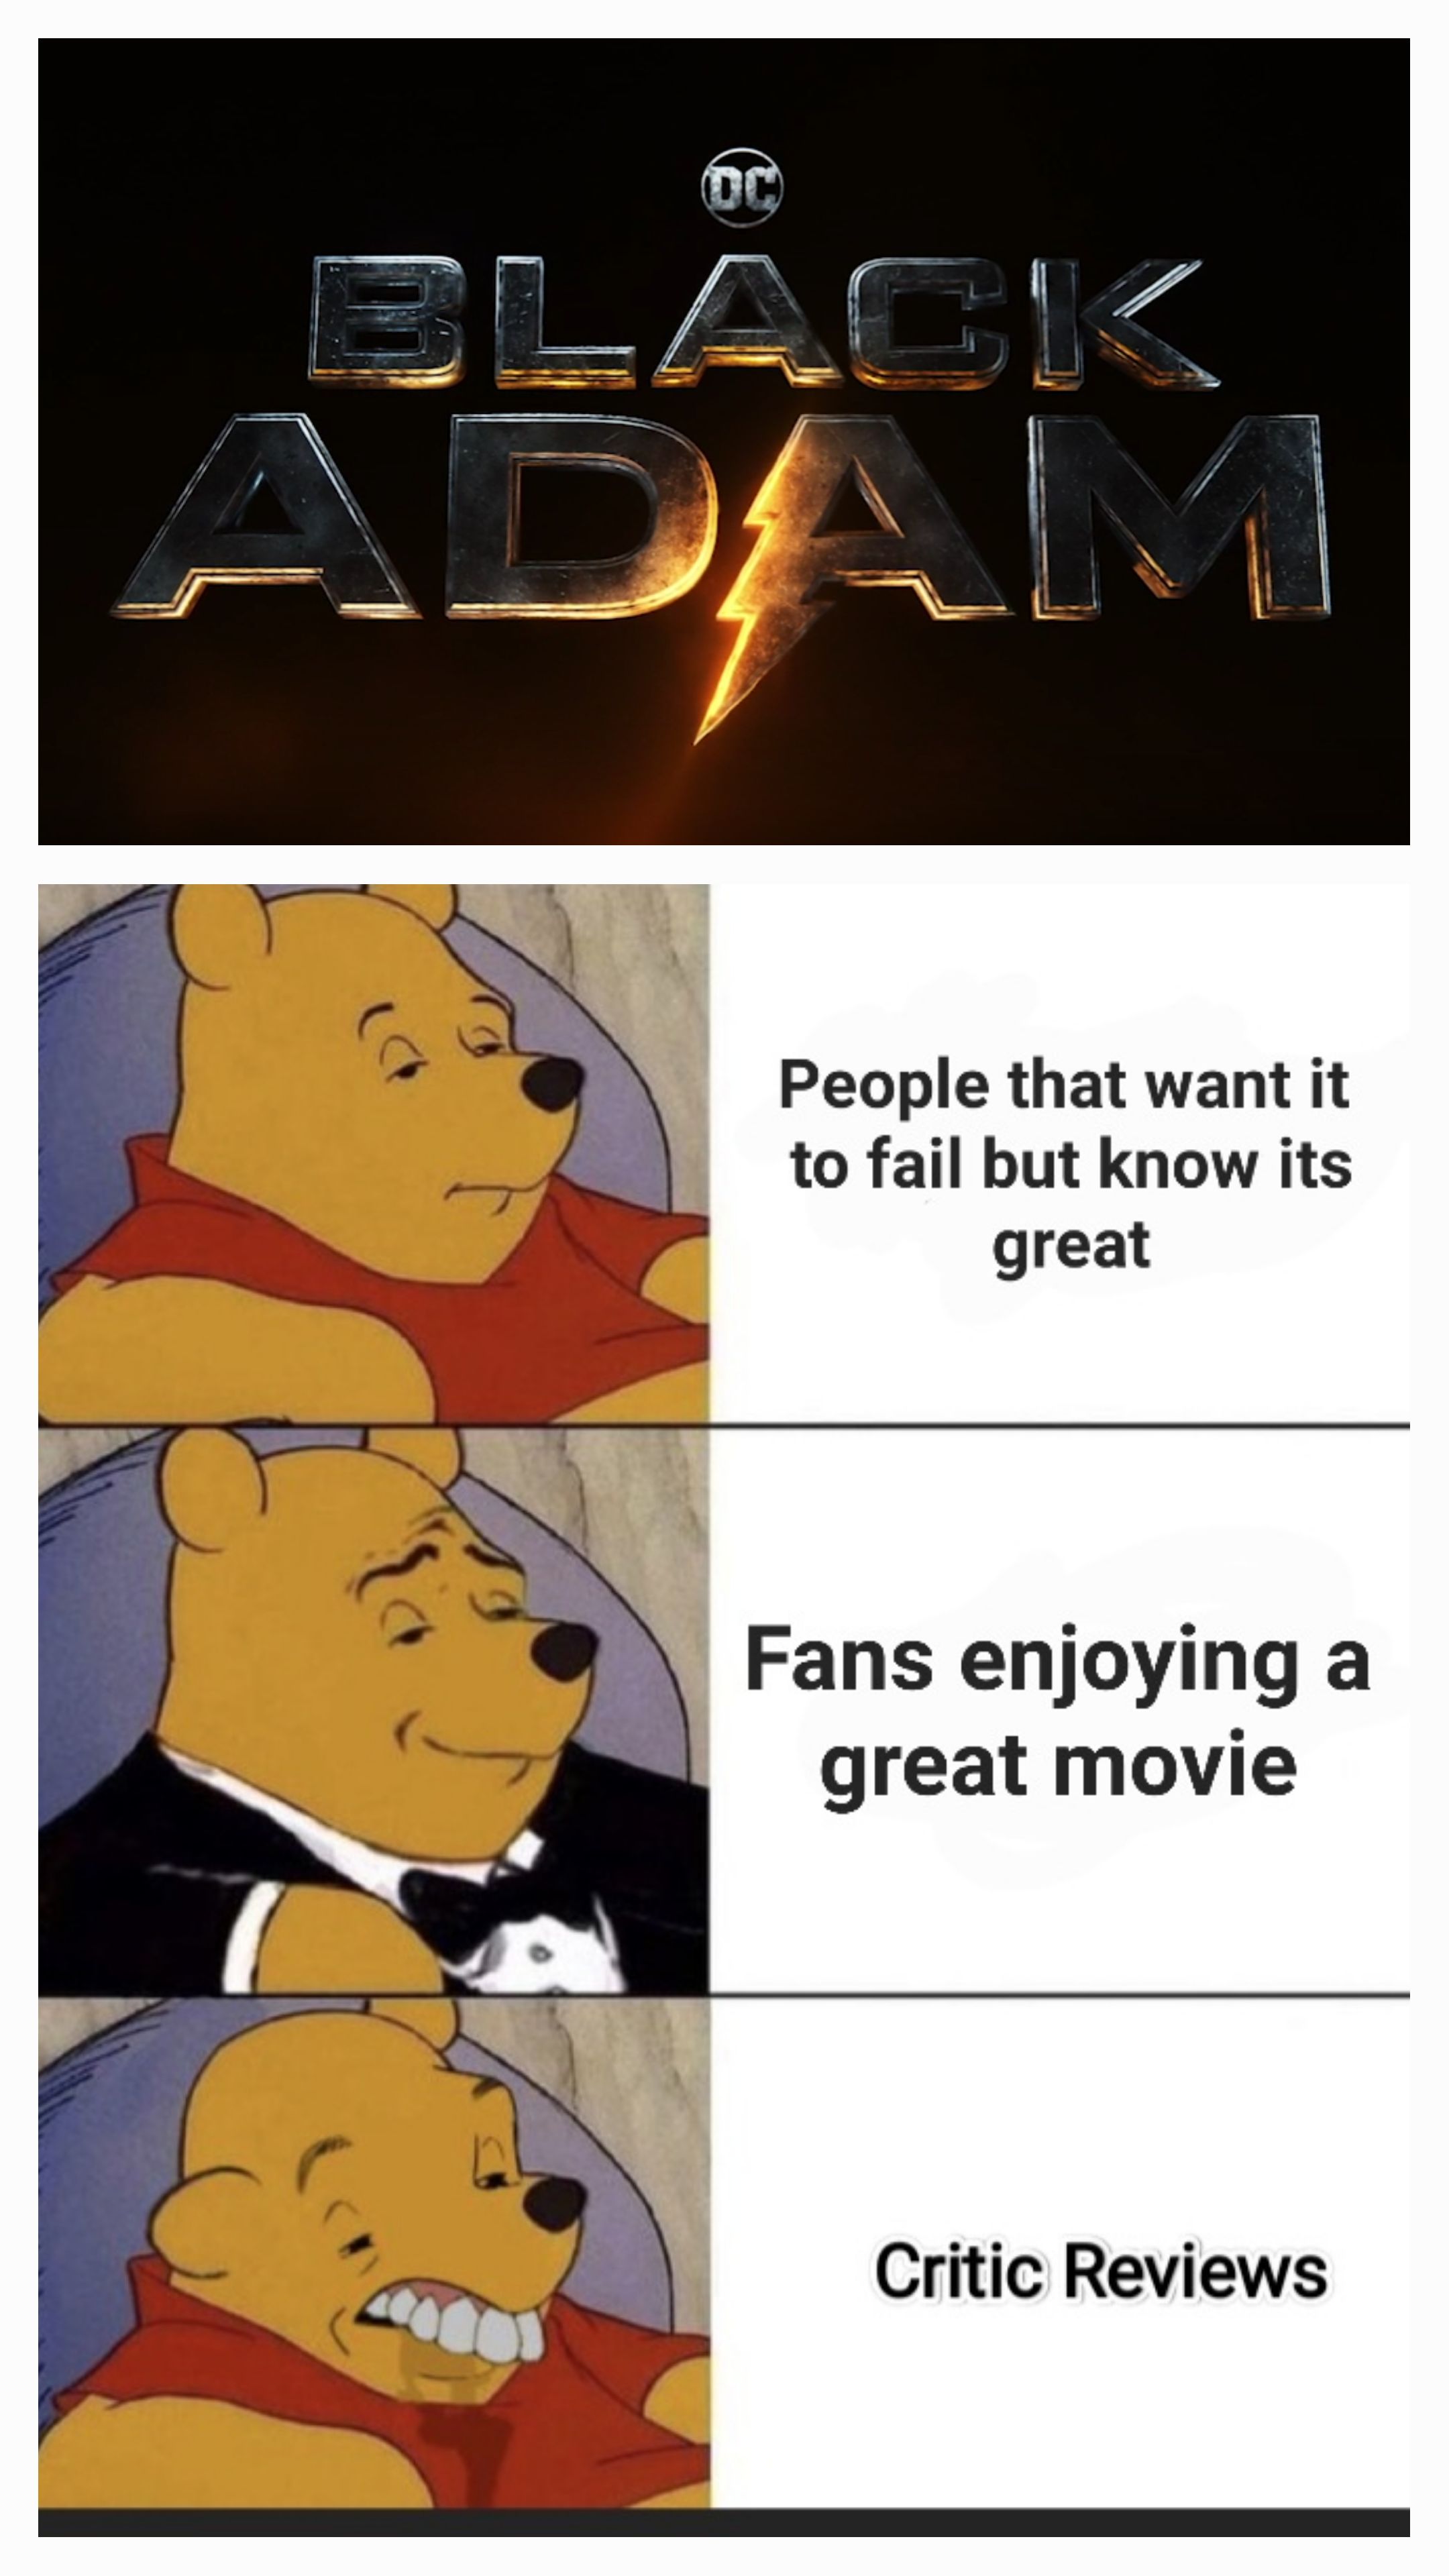 DC
BLACK
ADAM
People that want it
to fail but know its
great
Fans enjoying a
great movie
Critic Reviews